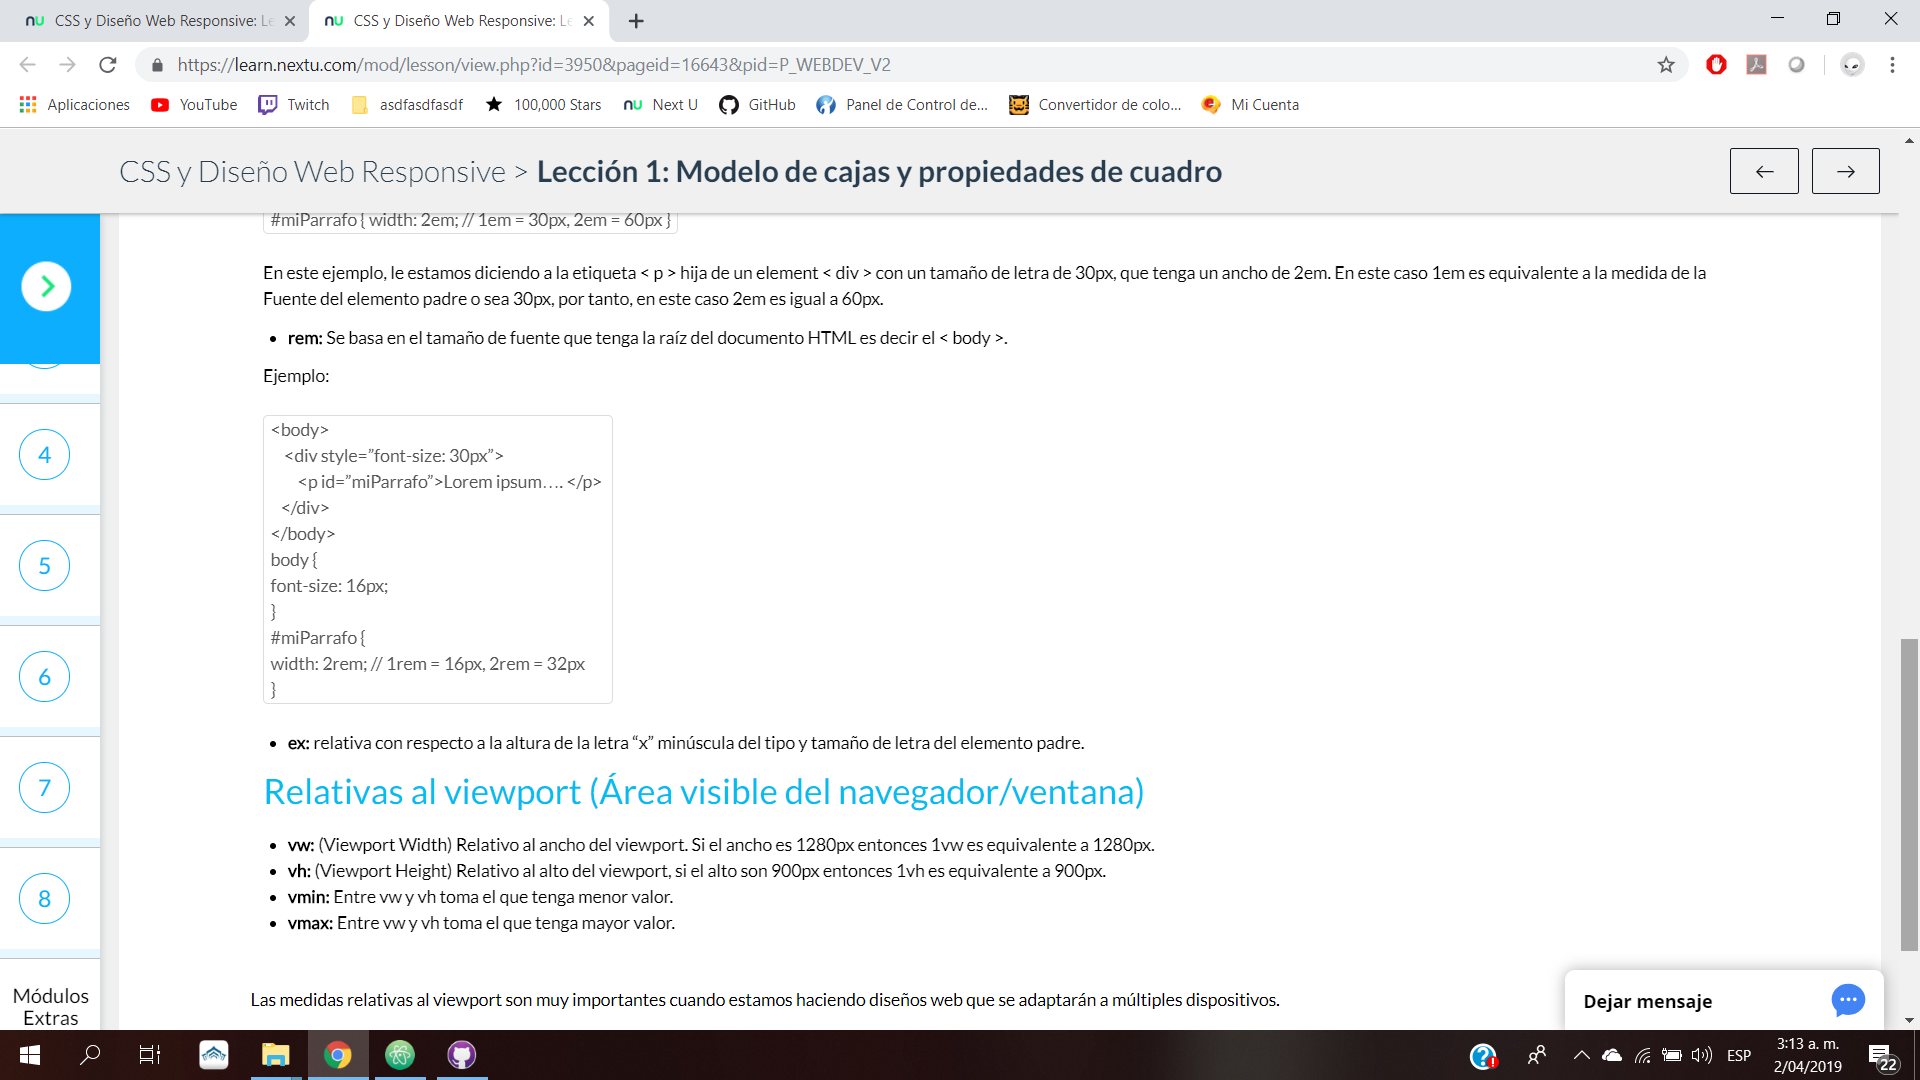 CSS y Diseño Web Responsive: Le
CSS y Diseño Web Responsive: Le
https://learn.nextu.com/mod/lesson/view.php?id=3950&pageid=16643&pid=P_WEBDEV_V2
Aplicaciones YouTube Twitch asdfasdfasdf 100,000 Stars Next U GitHub Panel de Control de... Convertidor de colo... Mi Cuenta
CSS y Diseño Web Responsive > Lección 1: Modelo de cajas y propiedades de cuadro
#miParrafo { width: 2em; // 1em = 30px, 2em = 60px }
En este ejemplo, le estamos diciendo a la etiqueta < p > hija de un element < div > con un tamaño de letra de 30px, que tenga un ancho de 2em. En este caso 1em es equivalente a la medida de la
Fuente del elemento padre o sea 30px, por tanto, en este caso 2em es igual a 60px.
• rem: Se basa en el tamaño de fuente que tenga la raíz del documento HTML es decir el < body >.
Ejemplo:
<body>
<div style=”font-size: 30px”>
<p id=”miParrafo”>Lorem ipsum…. </p>
</div>
</body>
body {
font-size: 16px;
}
#miParrafo {
width: 2rem; // 1rem = 16px, 2rem = 32px
}
• ex: relativa con respecto a la altura de la letra “x” minúscula del tipo y tamaño de letra del elemento padre.
Relativas al viewport (Área visible del navegador/ventana)
• vw: (Viewport Width) Relativo al ancho del viewport. Si el ancho es 1280px entonces 1vw es equivalente a 1280px.
• vh: (Viewport Height) Relativo al alto del viewport, si el alto son 900px entonces 1vh es equivalente a 900px.
• vmin: Entre vw y vh toma el que tenga menor valor.
• vmax: Entre vw y vh toma el que tenga mayor valor.
Las medidas relativas al viewport son muy importantes cuando estamos haciendo diseños web que se adaptarán a múltiples dispositivos.
4
5
6
7
8
Módulos
Extras
Dejar mensaje
ESP
3:13 a. m.
2/04/2019
22